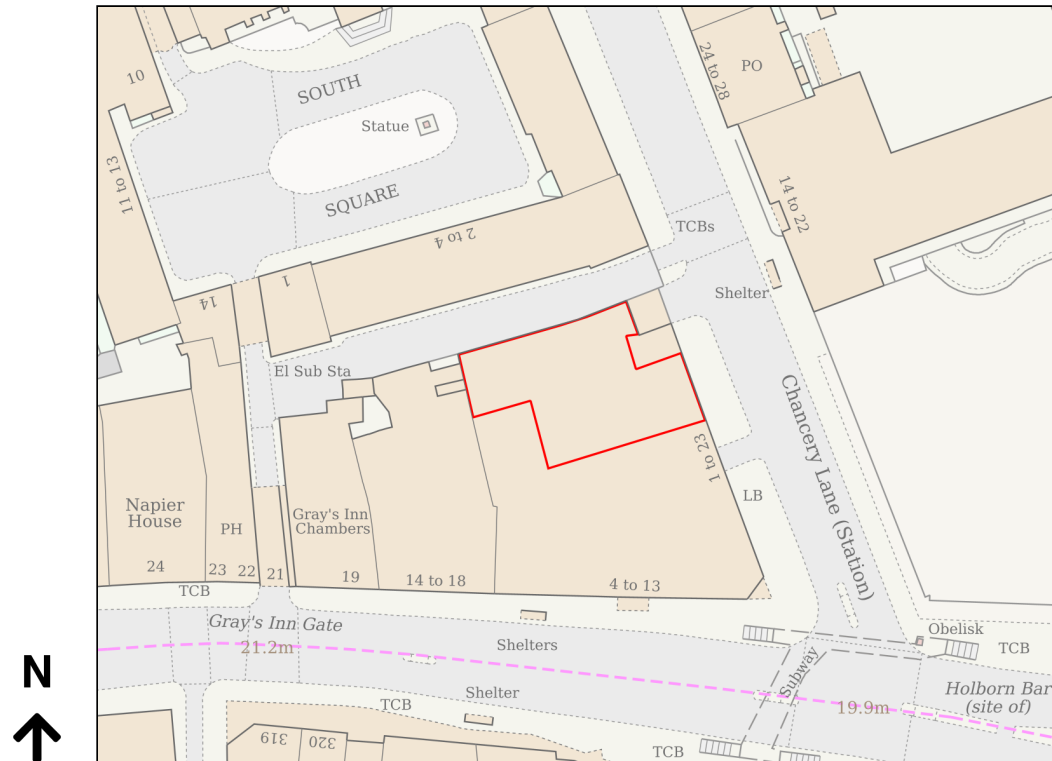 10
SOUTH
24 to 28
PO
Statue
11 to 13
SQUARE
14 to 22
2 to 4
TCBs
1
14
Shelter
El Sub Sta
Chancery Lane (Station)
1 to 23
LB
Napier
House
Gray's Inn
Chambers
PH
24
23
22
21
19
14 to 18
4 to 13
TCB
Gray's Inn Gate
21.2m
Shelters
Obelisk
TCB
Subway
Shelter
TCB
Holborn Bar
(site of)
19.9m
319
320
TCB
N